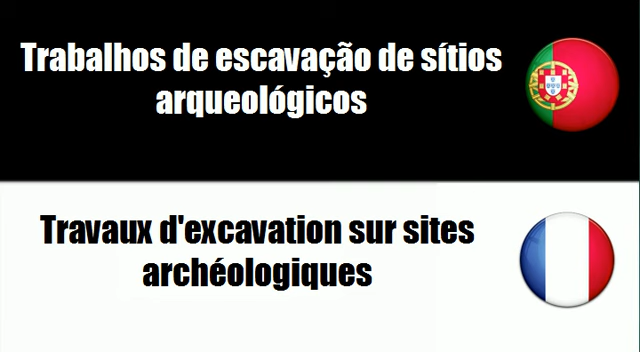 Trabalhos de escavação de sítios
arqueológicos
Travaux d'excavation sur sites
archéologiques